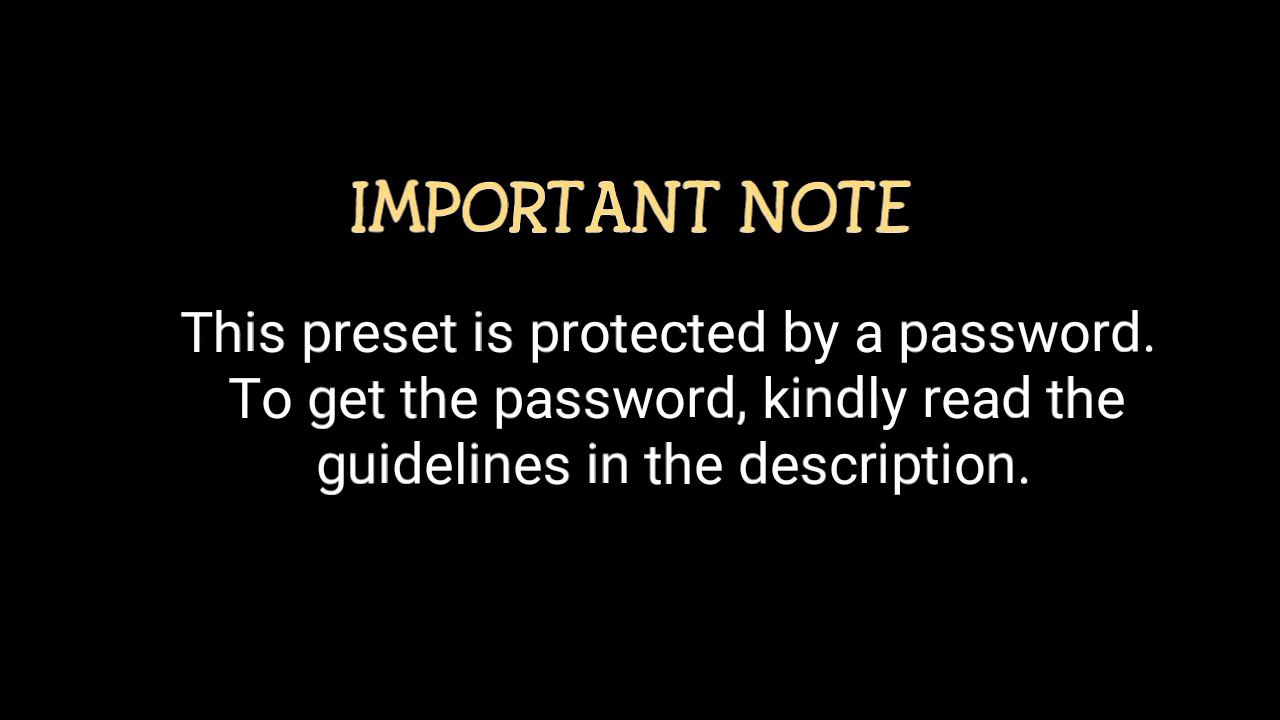 IMPORTANT NOTE
This preset is protected by a password.
To get the password, kindly read the
guidelines in the description.